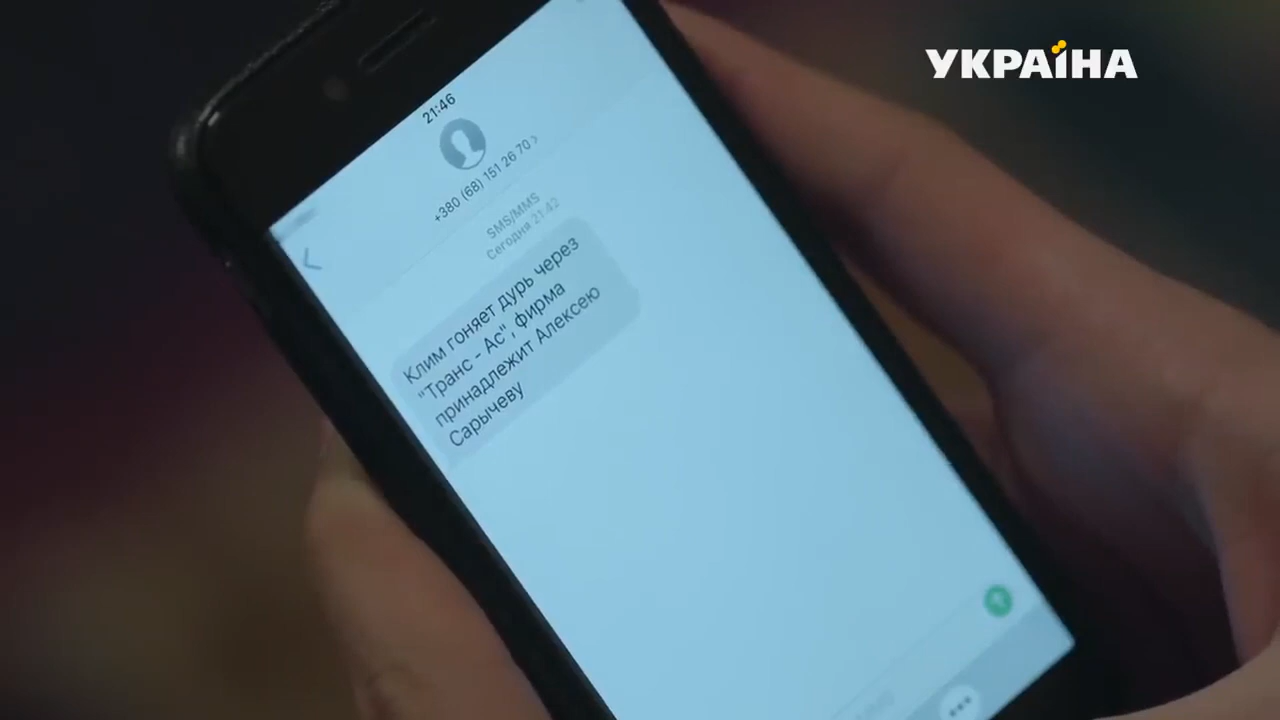 УКРАЇНА
21:46
+380 (68) 151 26 70 >
SMS/MMS
Сегодня 21:42
Клим гоняет дурь через
"Транс - Ас", фирма
принадлежит Алексею
Сарычеву